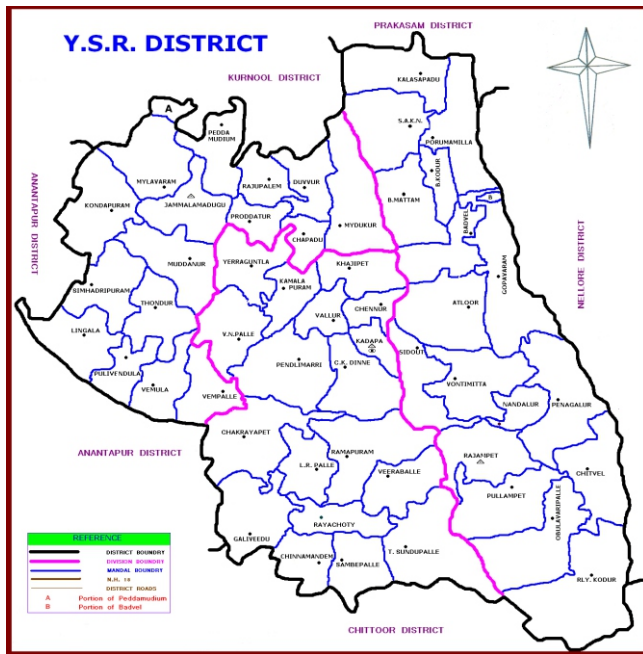 PRAKASAM DISTRICT
Y.S.R. DISTRICT
KURNOOL DISTRICT
KALASAPADU
A
PEDDA
MUDIUM
S.A.K.N.
PORUMAMILLA
B.KODUR
MYLAVARAM
RAJUPALEM
DUVVUR
B.MATTAM
ANANTAPUR DISTRICT
KONDAPURAM
JAMMALAMADUGU
PRODDATUR
MYDUKUR
BADVEL
B
CHAPADU
MUDDANUR
YERRAGUNTLA
KHAJIPET
GOPAVARAM
NELLORE DISTRICT
SIMHADRIPURAM
KAMALA
PURAM
THONDUR
VALLUR
CHENNUR
ATLOOR
LINGALA
V.N.PALLE
KADAPA
SIDOUT
PULIVENDULA
PENDLIMARRI
C.K. DINNE
VONTIMITTA
VEMULA
VEMPALLE
NANDALUR
PENAGALUR
CHAKRAYAPET
ANANTAPUR DISTRICT
RAMAPURAM
RAJAMPET
L.R. PALLE
VEERABALLE
CHITVEL
PULLAMPET
OBULAVARIPALLE
RAYACHOTY
GALIVEEDU
CHINNAMANDEM
SAMBEPALLE
T. SUNDUPALLE
RLY. KODUR
CHITTOOR DISTRICT
REFERENCE
DISTRICT BOUNDRY
DIVISION BOUNDRY
MANDAL BOUNDRY
N.H. 18
DISTRICT ROADS
A Portion of Peddamudium
B Portion of Badvel